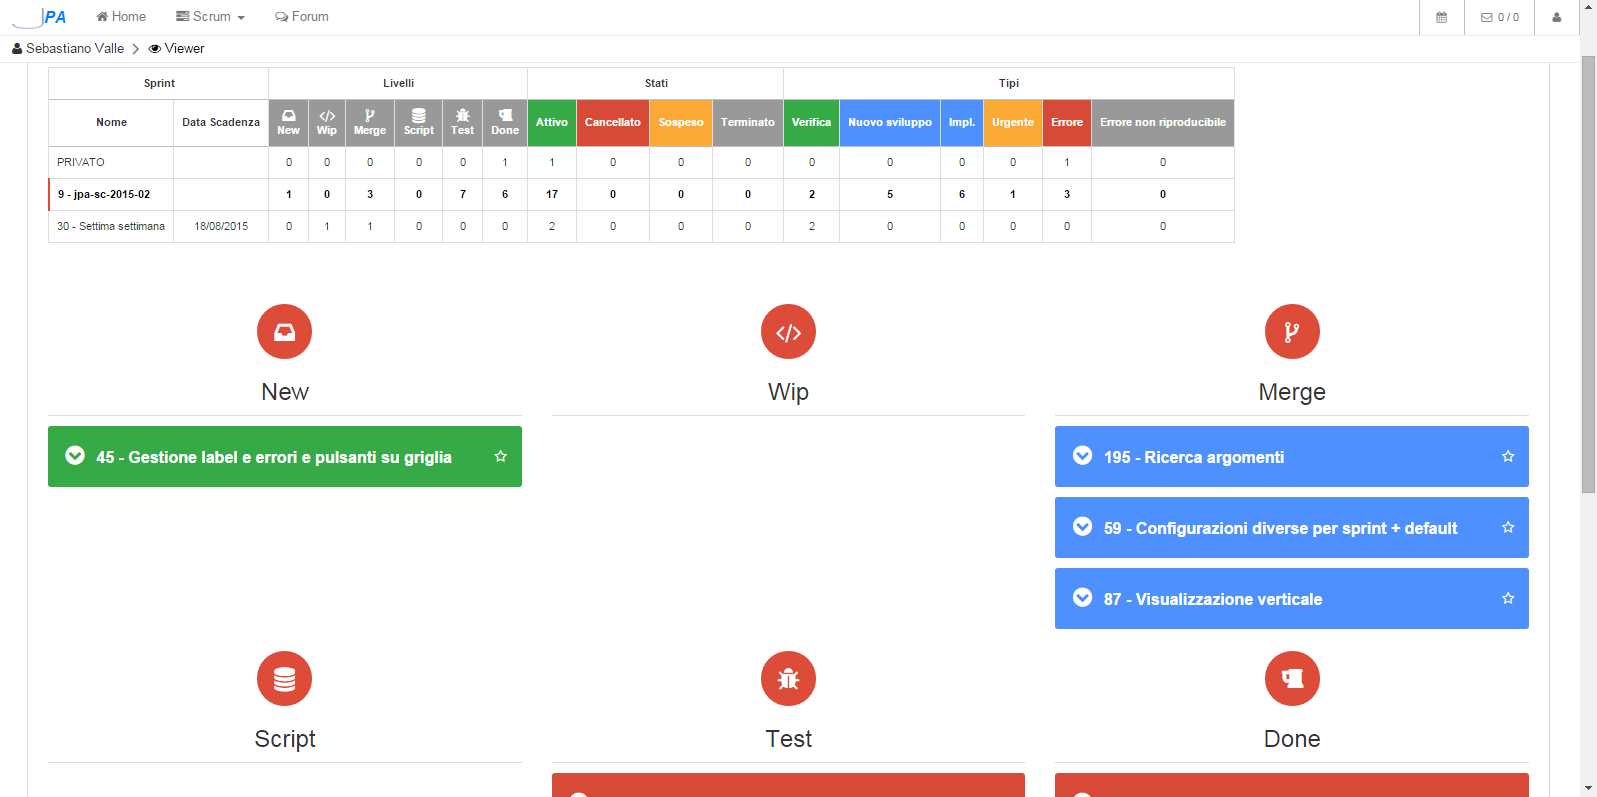 JPA Home Scrum Forum 0 / 0
Sebastiano Valle Viewer
Sprint Livelli Stati Tipi
Nome Data Scadenza New Wip Merge Script Test Done Attivo Cancellato Sospeso Terminato Verifica Nuovo sviluppo Impl. Urgente Errore Errore non riproducibile
PRIVATO 0 0 0 0 0 1 1 0 0 0 0 0 0 0 1 0
9 - jpa-sc-2015-02 1 0 3 0 7 6 17 0 0 0 2 5 6 1 3 0
30 - Settima settimana 18/08/2015 0 1 1 0 0 0 2 0 0 0 2 0 0 0 0 0
New Wip Merge
45 - Gestione label e errori e pulsanti su griglia 195 - Ricerca argomenti
59 - Configurazioni diverse per sprint + default
87 - Visualizzazione verticale
Script Test Done